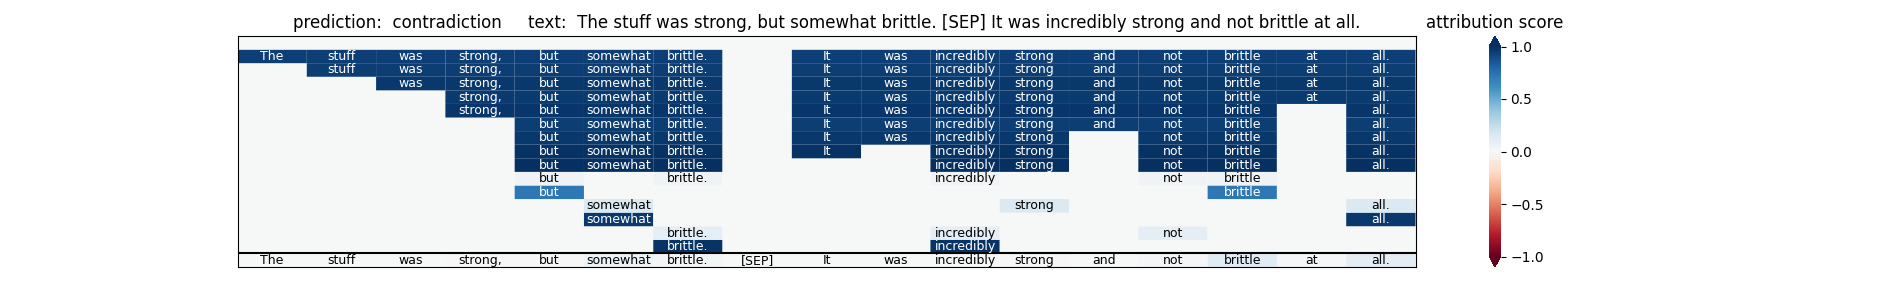 prediction:  contradiction      text:  The stuff was strong, but somewhat brittle. [SEP] It was incredibly strong and not brittle at all.      attribution score
The stuff was strong, but somewhat brittle. It was incredibly strong and not brittle at all.
stuff was strong, but somewhat brittle. It was incredibly strong and not brittle at all.
was strong, but somewhat brittle. It was incredibly strong and not brittle at all.
strong, but somewhat brittle. It was incredibly strong and not brittle at all.
strong, but somewhat brittle. It was incredibly strong and not brittle all.
but somewhat brittle. It was incredibly strong and not brittle all.
but somewhat brittle. It was incredibly strong not brittle all.
but somewhat brittle. It incredibly strong not brittle all.
but somewhat brittle. incredibly strong not brittle all.
but brittle. incredibly not brittle
but brittle
somewhat strong all.
somewhat all.
brittle. incredibly not
brittle. incredibly
The stuff was strong, but somewhat brittle. [SEP] It was incredibly strong and not brittle at all.
1.0
0.5
0.0
−0.5
−1.0